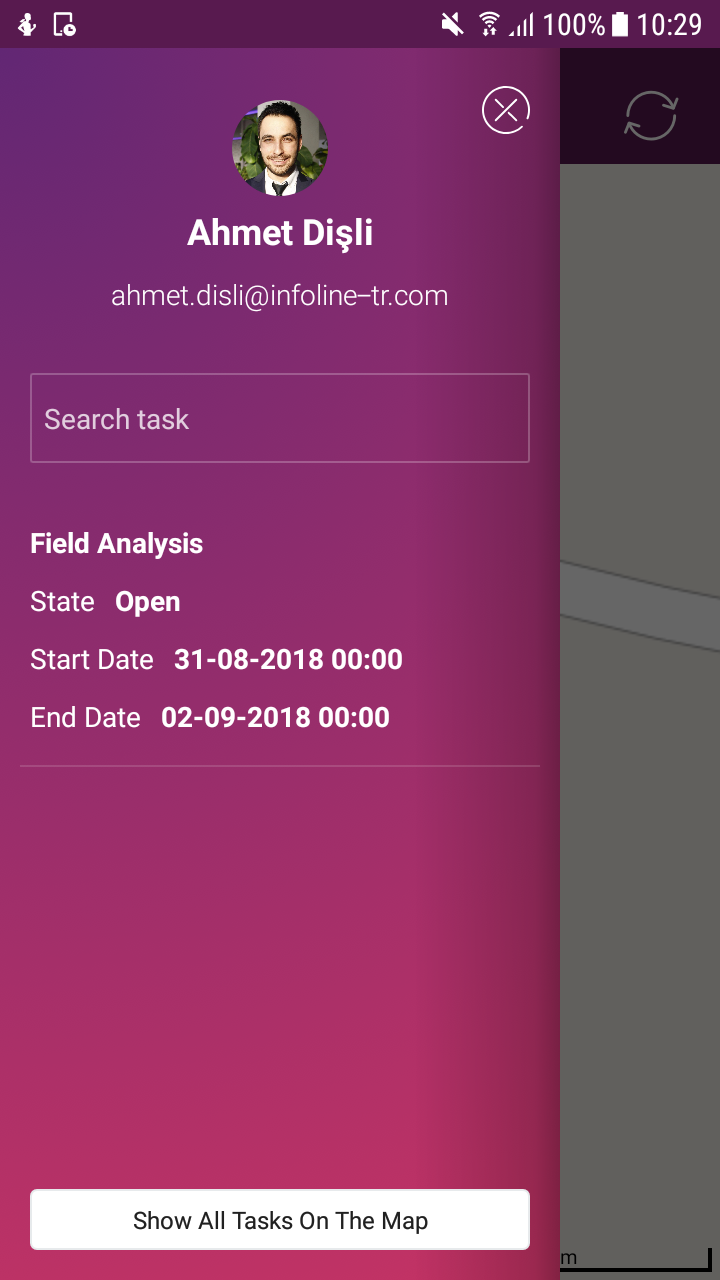 100% 10:29
Ahmet Dişli
ahmet.disli@infoline-tr.com
Search task
Field Analysis
State Open
Start Date 31-08-2018 00:00
End Date 02-09-2018 00:00
Show All Tasks On The Map
m